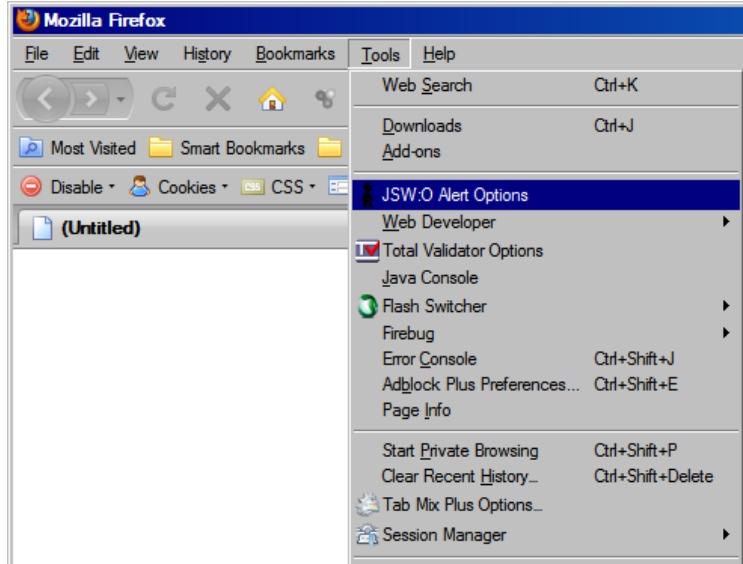 Mozilla Firefox
File Edit View History Bookmarks Tools Help
Web Search Ctrl+K
Downloads Ctrl+J
Add-ons
Most Visited Smart Bookmarks
Disable Cookies CSS
JSW:O Alert Options
Web Developer
(Untitled)
Total Validator Options
Java Console
Flash Switcher
Firebug
Error Console Ctrl+Shift+J
Adblock Plus Preferences... Ctrl+Shift+E
Page Info
Start Private Browsing Ctrl+Shift+P
Clear Recent History... Ctrl+Shift+Delete
Tab Mix Plus Options...
Session Manager